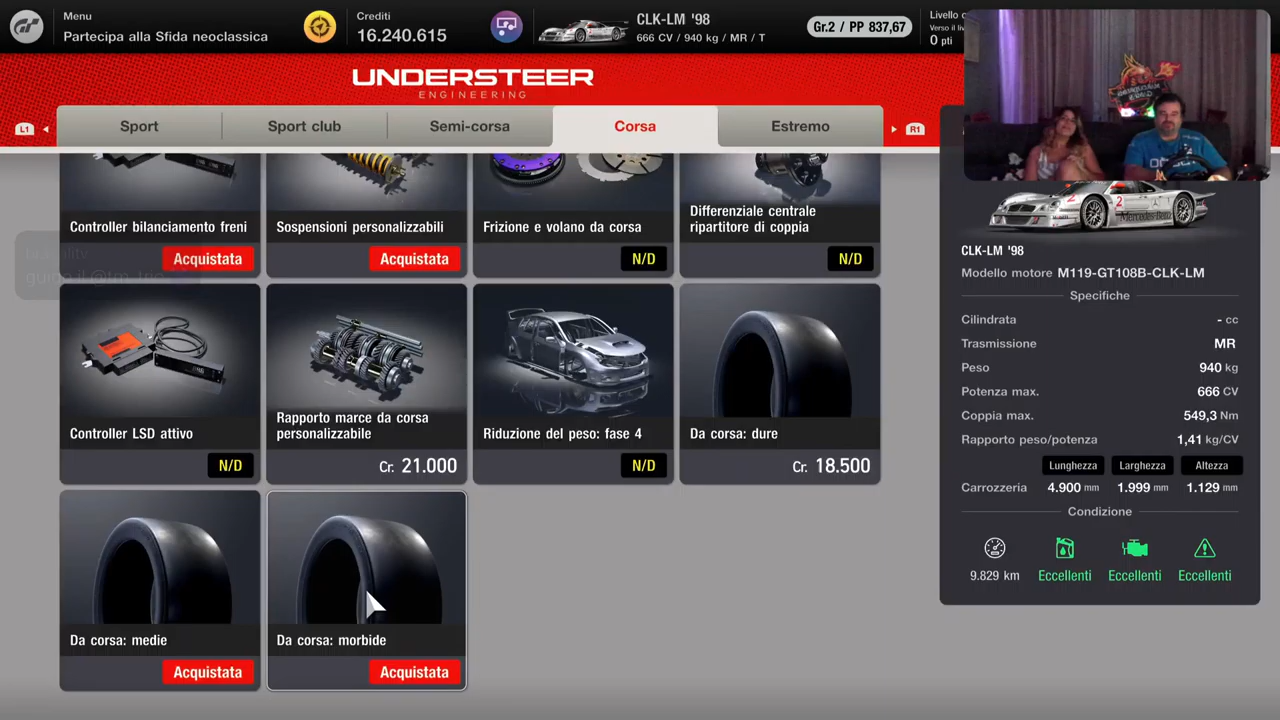 GT
Menu
Partecipa alla Sfida neoclassica
Crediti
16.240.615
CLK-LM '98
666 CV / 940 kg / MR / T
Gr.2 / PP 837,67
Livello
Verso il
0 pti
UNDERSTEER
ENGINEERING
L1
Sport
Sport club
Semi-corsa
Corsa
Estremo
R1
Controller bilanciamento freni
Acquistata
Sospensioni personalizzabili
Acquistata
Frizione e volano da corsa
N/D
Differenziale centrale
ripartitore di coppia
N/D
Controller LSD attivo
N/D
Rapporto marce da corsa
personalizzabile
Cr. 21.000
Riduzione del peso: fase 4
N/D
Da corsa: dure
Cr. 18.500
Da corsa: medie
Acquistata
Da corsa: morbide
Acquistata
2
Mercedes-Benz
CLK-LM '98
Modello motore M119-GT108B-CLK-LM
Specifiche
Cilindrata - cc
Trasmissione MR
Peso 940 kg
Potenza max. 666 CV
Coppia max. 549,3 Nm
Rapporto peso/potenza 1,41 kg/CV
Lunghezza Larghezza Altezza
Carrozzeria 4.900 mm 1.999 mm 1.129 mm
Condizione
9.829 km Eccellenti Eccellenti Eccellenti